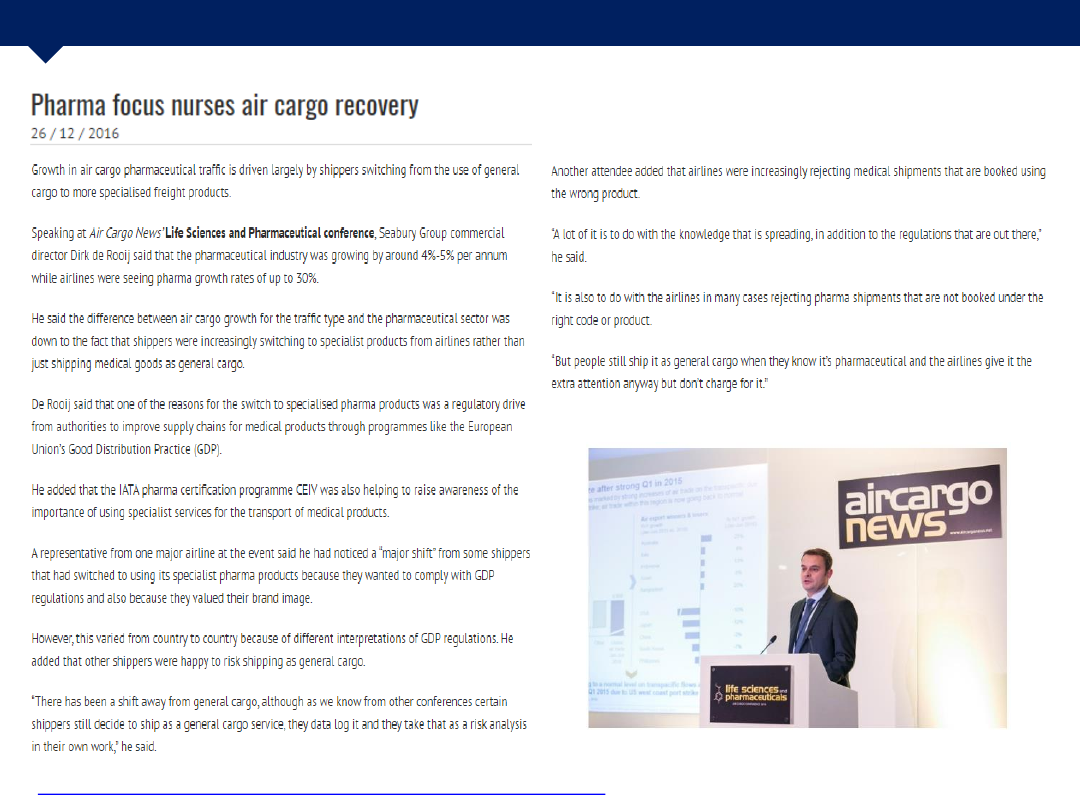 Pharma focus nurses air cargo recovery
26 / 12 / 2016
Growth in air cargo pharmaceutical traffic is driven largely by shippers switching from the use of general
cargo to more specialised freight products.
Speaking at Air Cargo News' Life Sciences and Pharmaceutical conference, Seabury Group commercial
director Dirk de Rooij said that the pharmaceutical industry was growing by around 4%-5% per annum
while airlines were seeing pharma growth rates of up to 30%.
He said the difference between air cargo growth for the traffic type and the pharmaceutical sector was
down to the fact that shippers were increasingly switching to specialist products from airlines rather than
just shipping medical goods as general cargo.
De Rooij said that one of the reasons for the switch to specialised pharma products was a regulatory drive
from authorities to improve supply chains for medical products through programmes like the European
Union's Good Distribution Practice (GDP).
He added that the IATA pharma certification programme CEIV was also helping to raise awareness of the
importance of using specialist services for the transport of medical products.
A representative from one major airline at the event said he had noticed a "major shift" from some shippers
that had switched to using its specialist pharma products because they wanted to comply with GDP
regulations and also because they valued their brand image.
However, this varied from country to country because of different interpretations of GDP regulations. He
added that other shippers were happy to risk shipping as general cargo.
"There has been a shift away from general cargo, although as we know from other conferences certain
shippers still decide to ship as a general cargo service, they data log it and they take that as a risk analysis
in their own work," he said.
Another attendee added that airlines were increasingly rejecting medical shipments that are booked using
the wrong product.
"A lot of it is to do with the knowledge that is spreading, in addition to the regulations that are out there,"
he said.
"It is also to do with the airlines in many cases rejecting pharma shipments that are not booked under the
right code or product.
"But people still ship it as general cargo when they know it's pharmaceutical and the airlines give it the
extra attention anyway but don't charge for it."
after strong Q1 in 2015
aircargo
news
life sciences and
pharmaceuticals